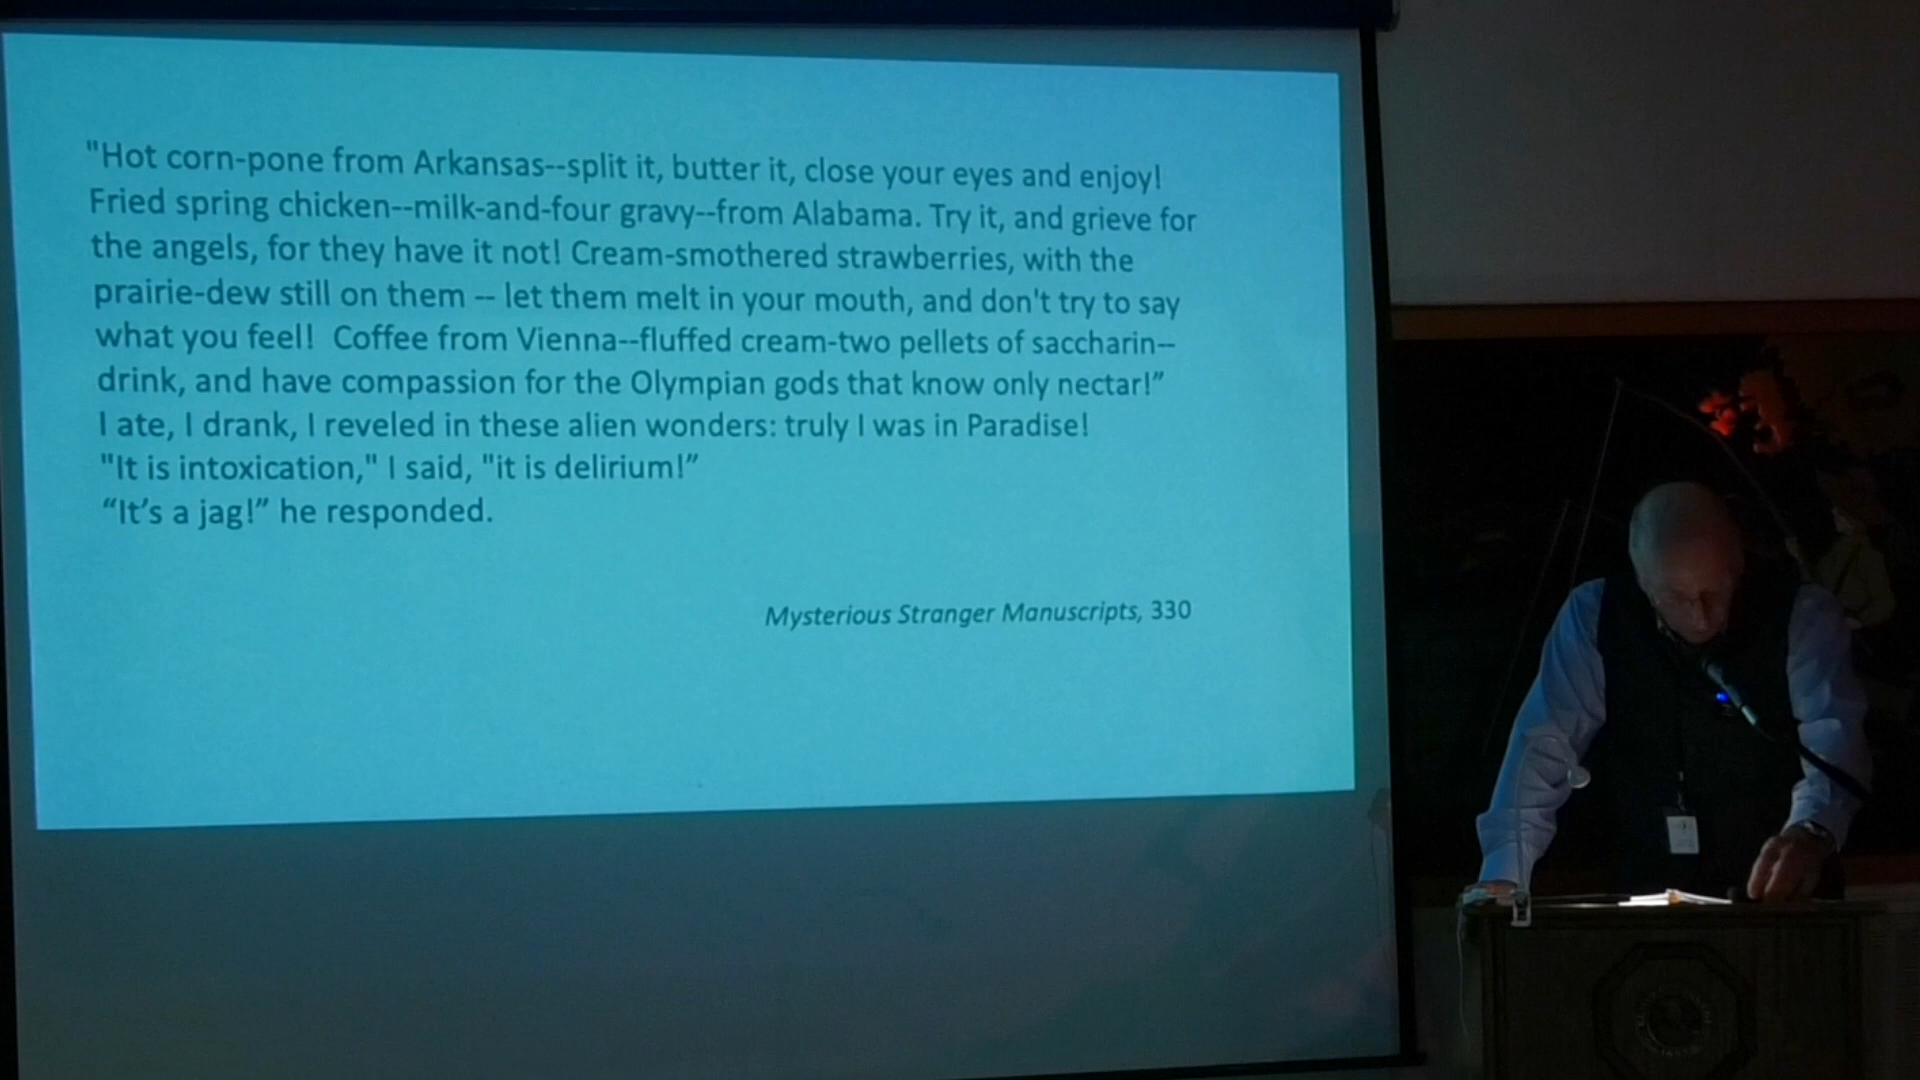 "Hot corn-pone from Arkansas--split it, butter it, close your eyes and enjoy!
Fried spring chicken--milk-and-four gravy--from Alabama. Try it, and grieve for
the angels, for they have it not! Cream-smothered strawberries, with the
prairie-dew still on them -- let them melt in your mouth, and don't try to say
what you feel!  Coffee from Vienna--fluffed cream-two pellets of saccharin--
drink, and have compassion for the Olympian gods that know only nectar!”
I ate, I drank, I reveled in these alien wonders: truly I was in Paradise!
"It is intoxication," I said, "it is delirium!”
“It’s a jag!” he responded.
Mysterious Stranger Manuscripts, 330